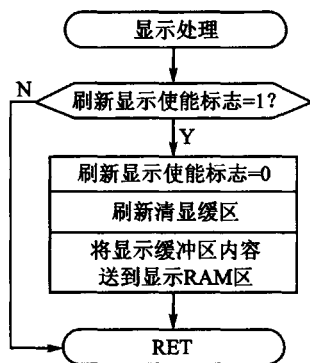 显示处理
N
刷新显示使能标志=1?
Y
刷新显示使能标志=0
刷新清显缓区
将显示缓冲区内容
送到显示RAM区
RET